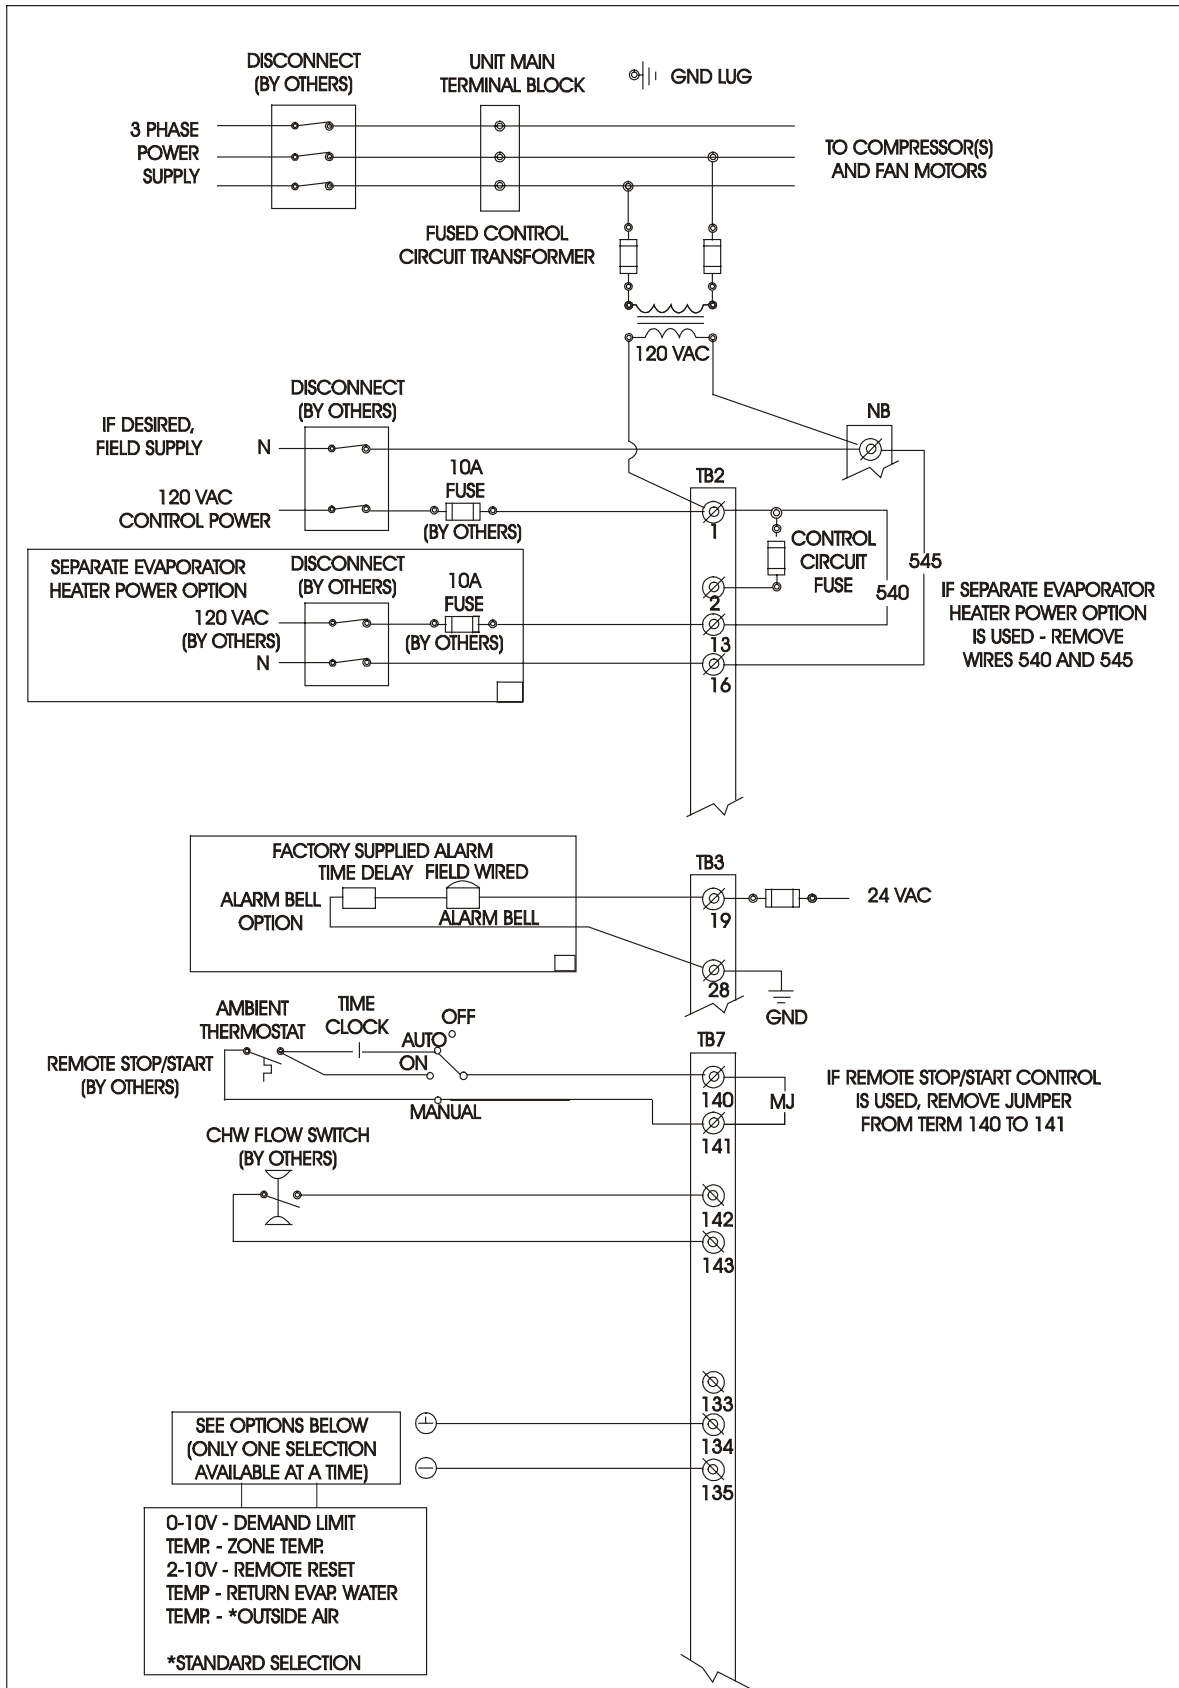 DISCONNECT
(BY OTHERS)
UNIT MAIN
TERMINAL BLOCK
GND LUG
3 PHASE
POWER
SUPPLY
TO COMPRESSOR(S)
AND FAN MOTORS
FUSED CONTROL
CIRCUIT TRANSFORMER
120 VAC
DISCONNECT
(BY OTHERS)
IF DESIRED,
FIELD SUPPLY
N
NB
10A
FUSE
(BY OTHERS)
TB2
120 VAC
CONTROL POWER
1
CONTROL
CIRCUIT
FUSE
545
540
SEPARATE EVAPORATOR
HEATER POWER OPTION
DISCONNECT
(BY OTHERS)
10A
FUSE
(BY OTHERS)
120 VAC
(BY OTHERS)
N
2
13
16
IF SEPARATE EVAPORATOR
HEATER POWER OPTION
IS USED - REMOVE
WIRES 540 AND 545
FACTORY SUPPLIED ALARM
TIME DELAY FIELD WIRED
ALARM BELL
OPTION
ALARM BELL
TB3
19
24 VAC
28
GND
AMBIENT
THERMOSTAT
TIME
CLOCK
OFF
AUTO
ON
MANUAL
REMOTE STOP/START
(BY OTHERS)
TB7
140
MJ
141
IF REMOTE STOP/START CONTROL
IS USED, REMOVE JUMPER
FROM TERM 140 TO 141
CHW FLOW SWITCH
(BY OTHERS)
142
143
133
134
135
SEE OPTIONS BELOW
(ONLY ONE SELECTION
AVAILABLE AT A TIME)
0-10V - DEMAND LIMIT
TEMP. - ZONE TEMP.
2-10V - REMOTE RESET
TEMP - RETURN EVAP. WATER
TEMP. - *OUTSIDE AIR
*STANDARD SELECTION